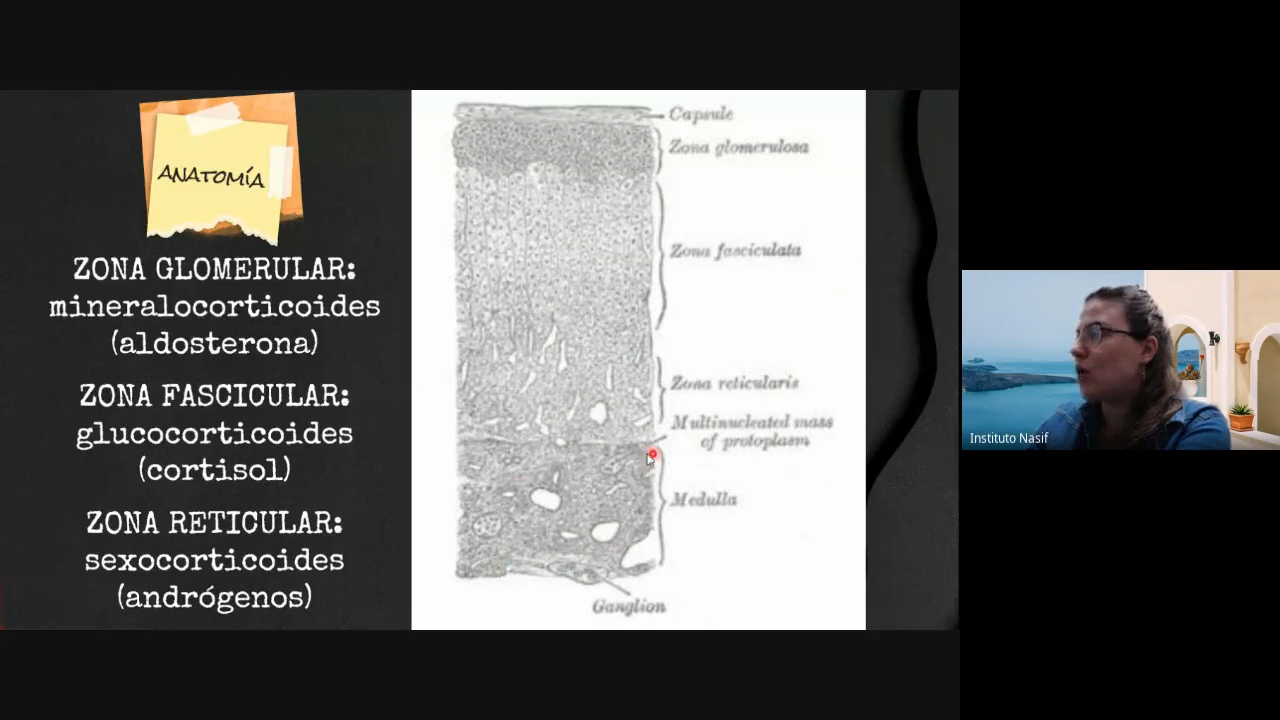 ANATOMÍA
ZONA GLOMERULAR:
mineralocorticoides
(aldosterona)
ZONA FASCICULAR:
glucocorticoides
(cortisol)
ZONA RETICULAR:
sexocorticoides
(andrógenos)
Capsule
Zona glomerulosa
Zona fasciculata
Zona reticularis
Multinucleated mass
of protoplasm
Medulla
Ganglion
Instituto Nasif